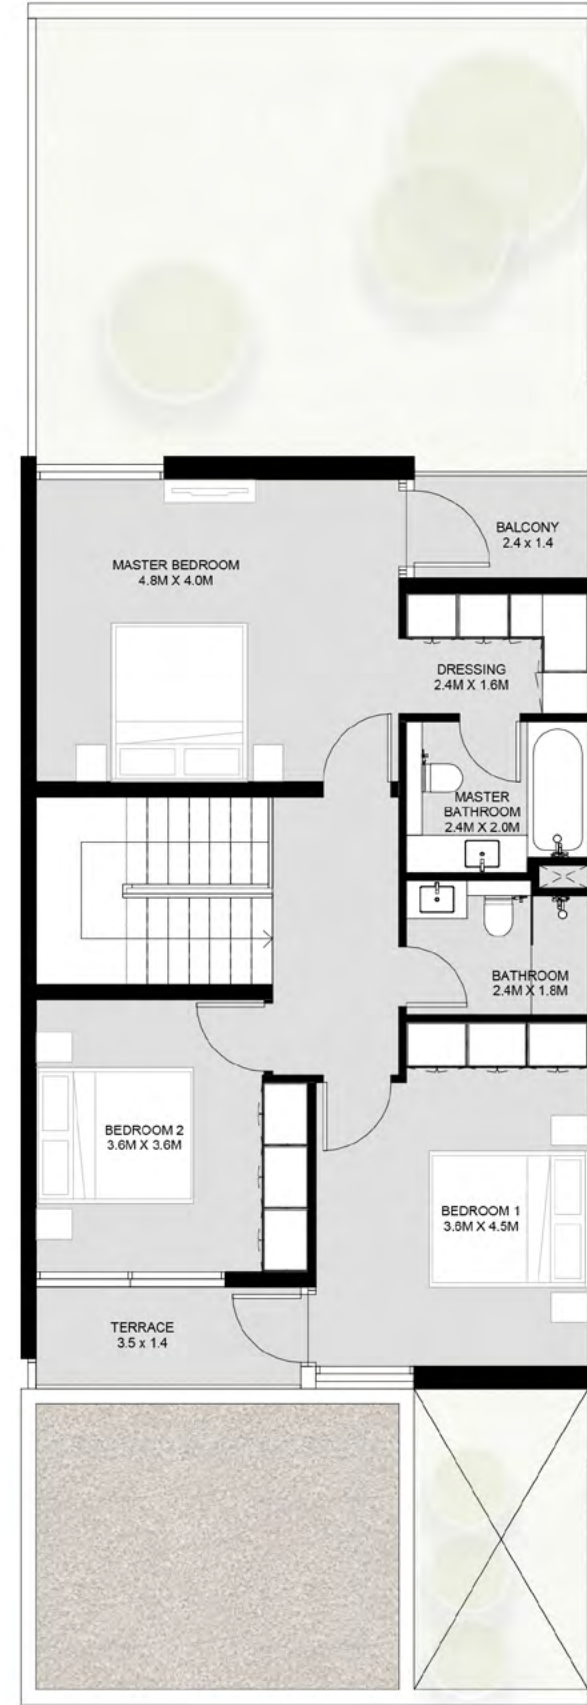 BALCONY
2.4 x 1.4
MASTER BEDROOM
4.8M X 4.0M
DRESSING
2.4M X 1.6M
MASTER
BATHROOM
2.4M X 2.0M
BATHROOM
2.4M X 1.8M
BEDROOM 2
3.6M X 3.6M
BEDROOM 1
3.6M X 4.5M
TERRACE
3.5 x 1.4